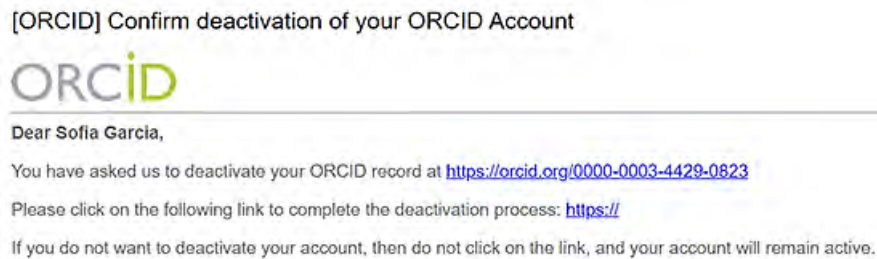 [ORCID] Confirm deactivation of your ORCID Account
ORCID
Dear Sofia Garcia,
You have asked us to deactivate your ORCID record at https://orcid.org/0000-0003-4429-0823
Please click on the following link to complete the deactivation process: https://
If you do not want to deactivate your account, then do not click on the link, and your account will remain active.